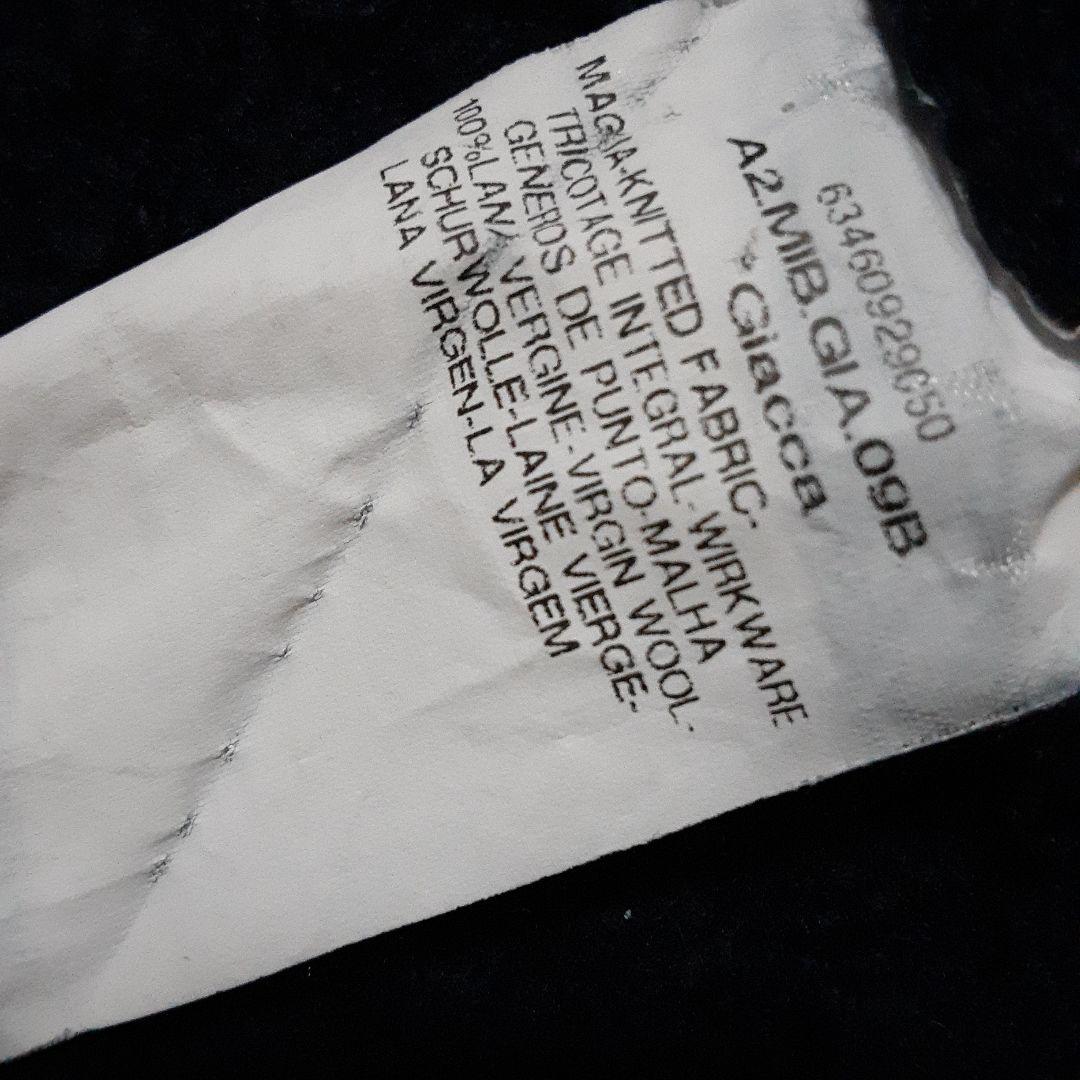 634609290650
A2.MIB.GIA.09B
- Giacca
MAGLIA-KNITTED FABRIC-
TRICOTAGE INTEGRAL-WIRKWARE
GENEROS DE PUNTO-MALHA
100%LANA VERGINE-VIRGIN WOOL-
SCHURWOLLE-LAINE VIERGE-
LANA VIRGEN-LA VIRGEM